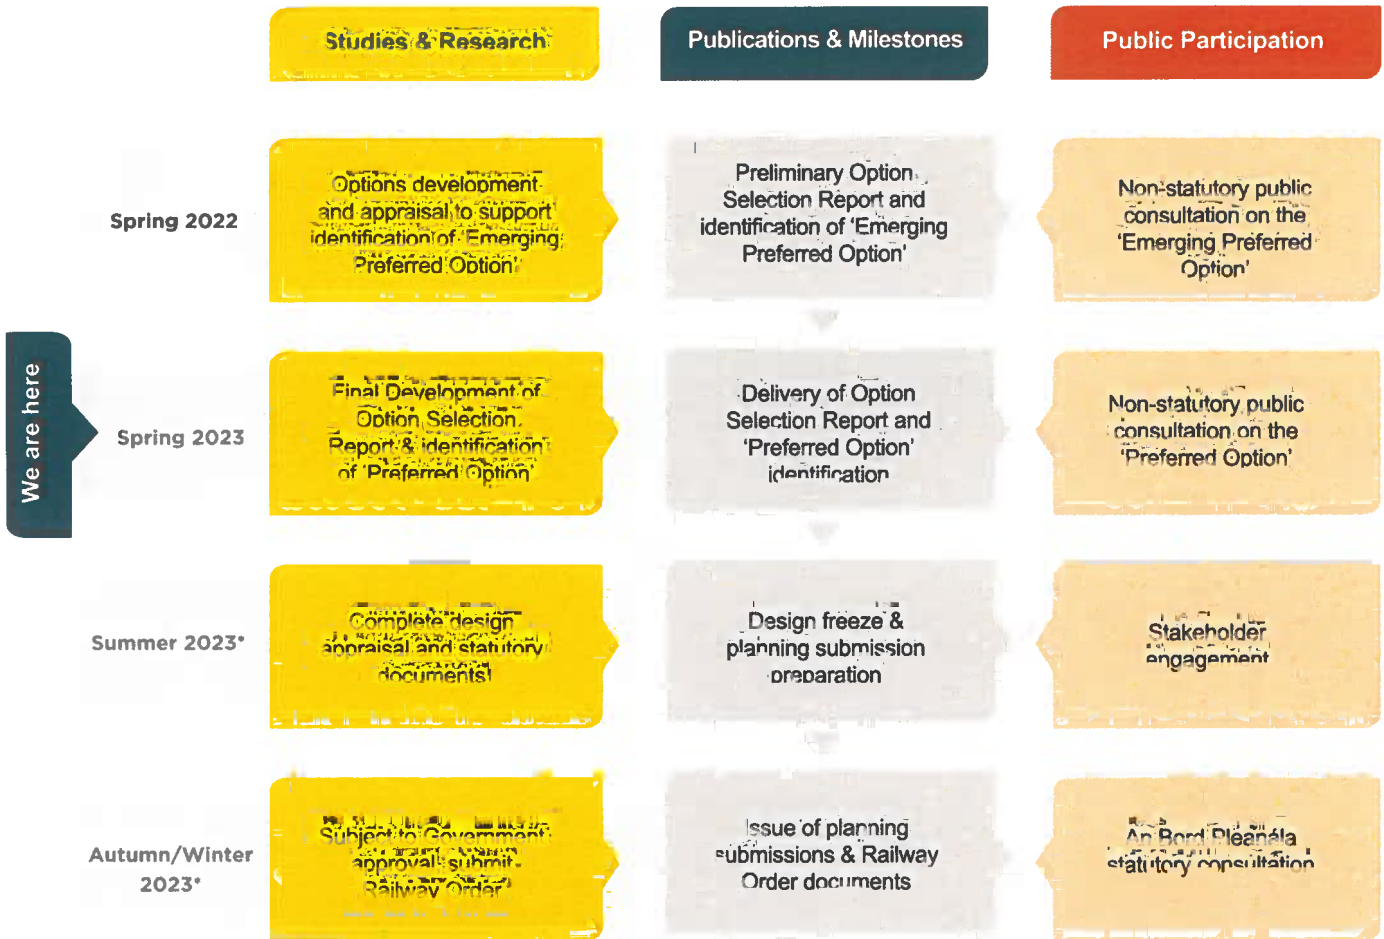 Studies & Research
Publications & Milestones
Public Participation
Spring 2022
Options development
and appraisal to support
identification of 'Emerging
Preferred Option'
Preliminary Option
Selection Report and
identification of 'Emerging
Preferred Option'
Non-statutory public
consultation on the
'Emerging Preferred
Option'
We are here
Spring 2023
Final Development of
Option Selection
Report & identification
of 'Preferred Option'
Delivery of Option
Selection Report and
'Preferred Option'
identification
Non-statutory public
consultation on the
'Preferred Option'
Summer 2023*
Complete design
appraisal and statutory
documents
Design freeze &
planning submission
preparation
Stakeholder
engagement
Autumn/Winter
2023*
Subject to Government
approval submit
Railway Order
Issue of planning
submissions & Railway
Order documents
An Bord Pleanála
statutory consultation